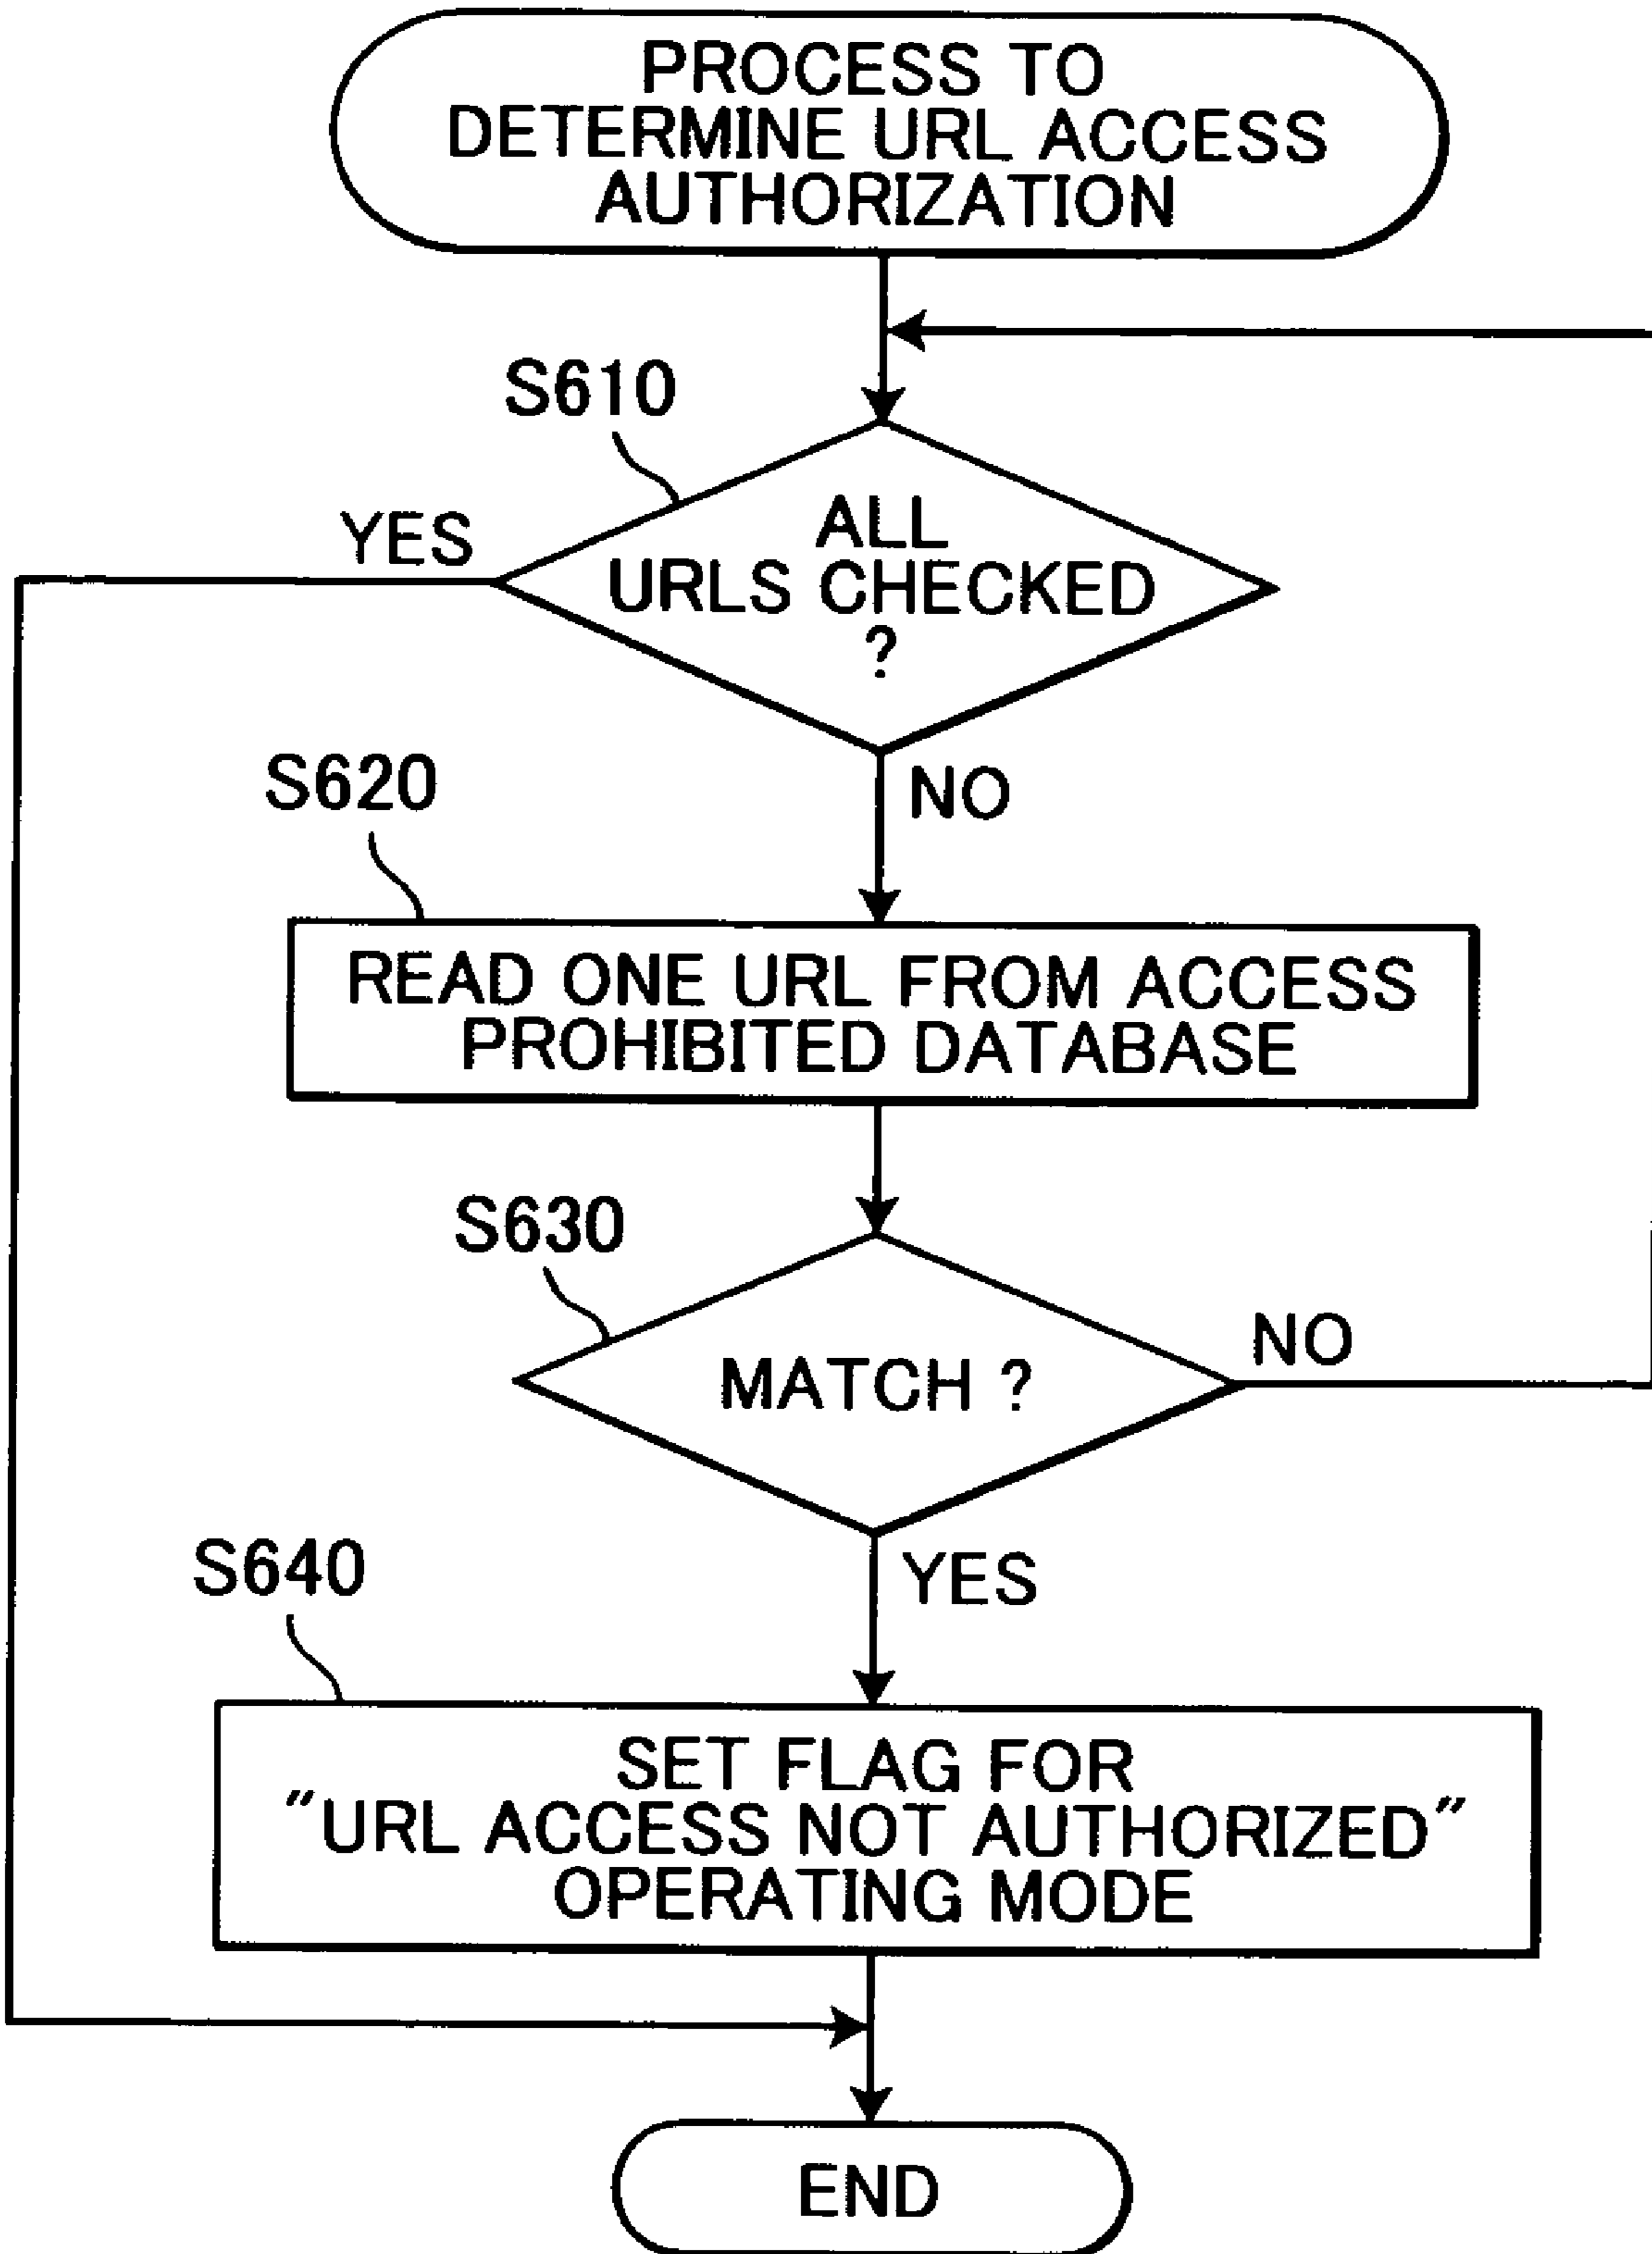 PROCESS TO
DETERMINE URL ACCESS
AUTHORIZATION
S610
YES
ALL
URLS CHECKED
?
NO
S620
READ ONE URL FROM ACCESS
PROHIBITED DATABASE
S630
MATCH ?
NO
YES
S640
SET FLAG FOR
"URL ACCESS NOT AUTHORIZED"
OPERATING MODE
END